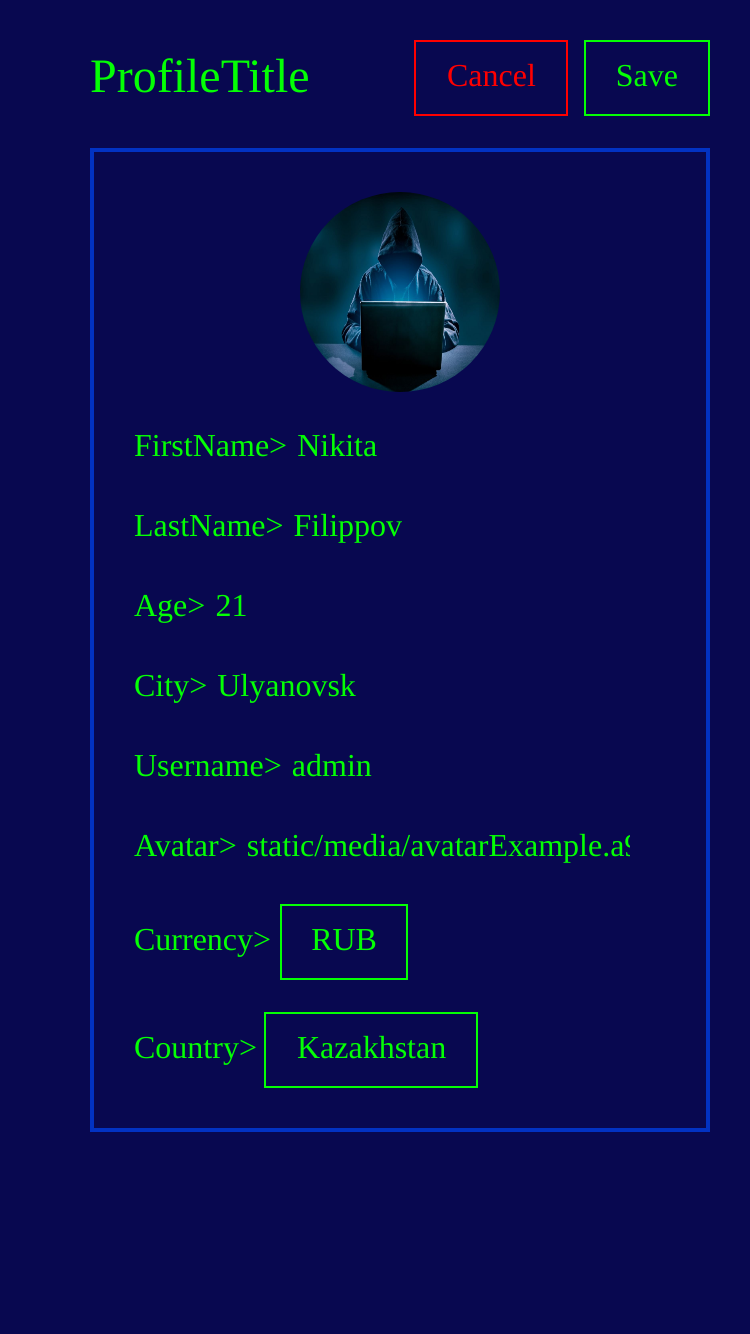 ProfileTitle Cancel Save
FirstName> Nikita
LastName> Filippov
Age> 21
City> Ulyanovsk
Username> admin
Avatar> static/media/avatarExample.a9
Currency> RUB
Country> Kazakhstan